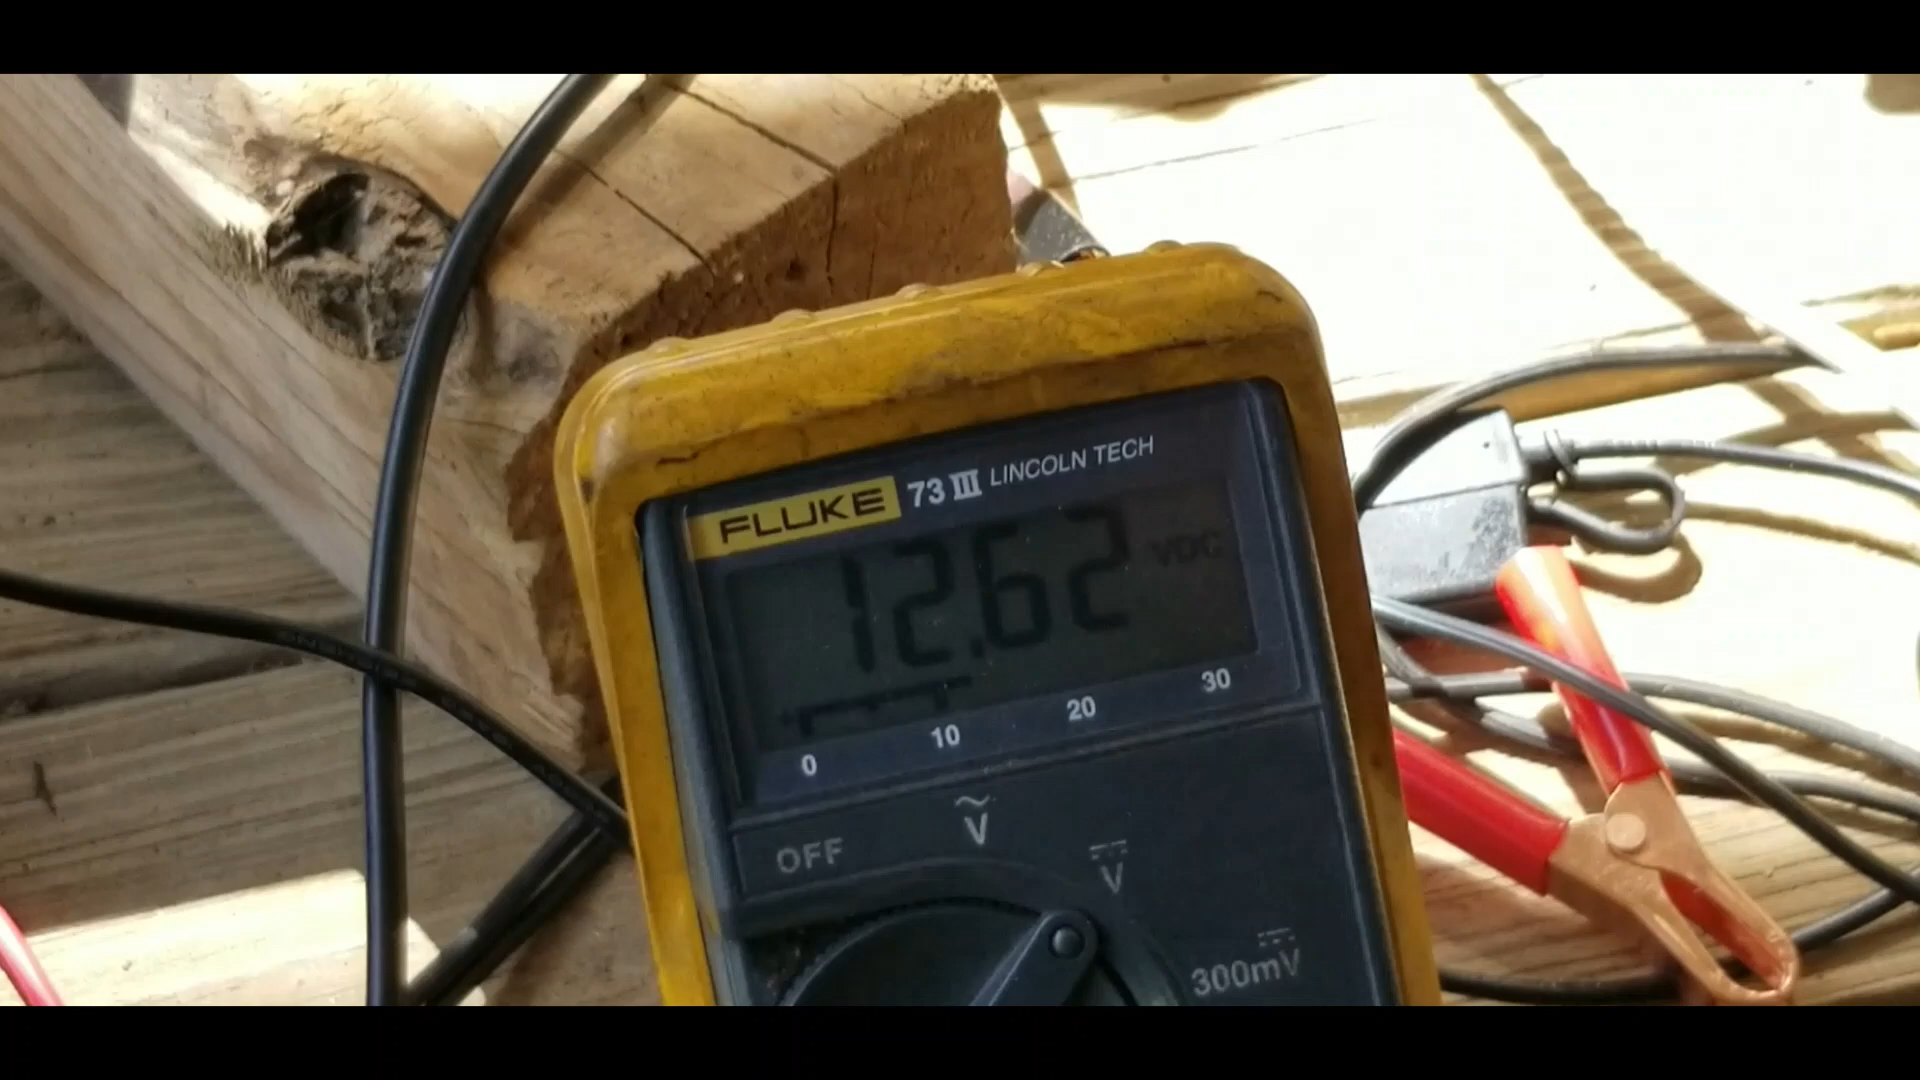 FLUKE 73 III LINCOLN TECH
12.62 VDC
0 10 20 30
OFF
V
V
300mV